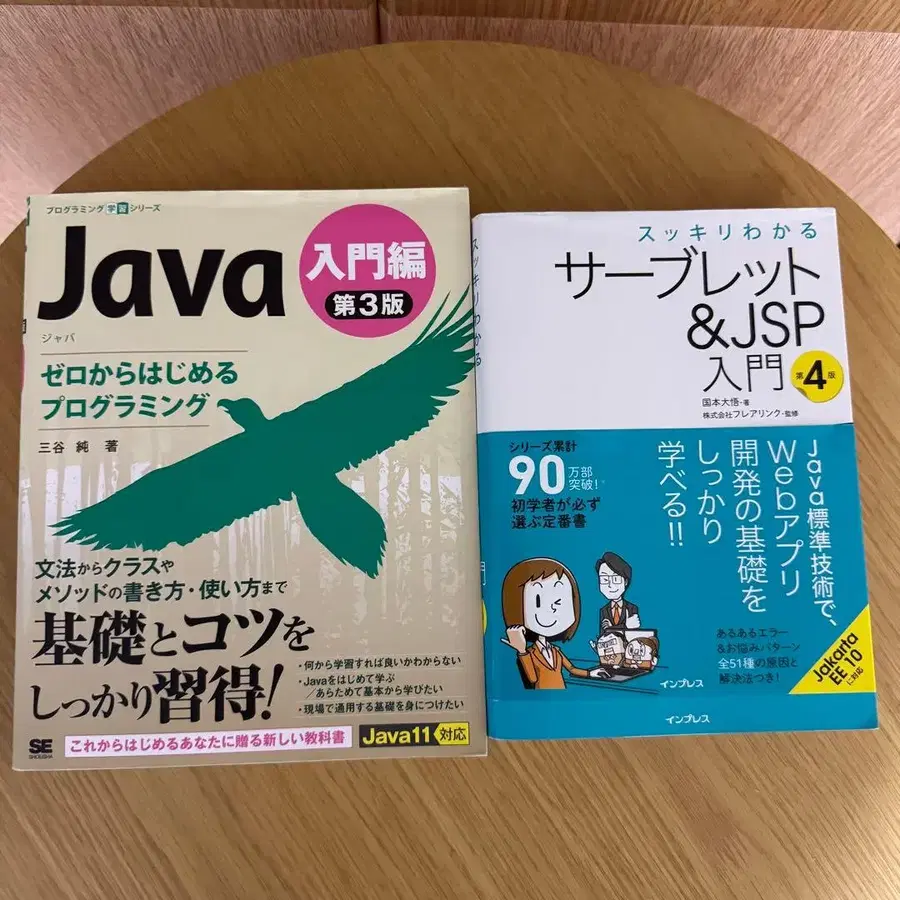 プログラミング学習シリーズ
Java
入門編
第3版
ジャバ
ゼロからはじめる
プログラミング
三谷 純 著
文法からクラスや
メソッドの書き方・使い方まで
基礎とコツを
しっかり習得!
・何から学習すれば良いかわからない
・Javaをはじめて学ぶ
あらためて基本から学びたい
・現場で通用する基礎を身につけたい
SE
SHOEISHA
これからはじめるあなたに贈る新しい教科書
Java11対応
スッキリわかる
スッキリわかる
サーブレット
&JSP
入門
第4版
国本大悟・著
株式会社フレアリンク・監修
シリーズ累計
90万部突破!
初学者が必ず
選ぶ定番書
Java標準技術で、
Webアプリ
開発の基礎を
しっかり
学べる!!
あるあるエラー
&お悩みパターン
全51種の原因と
解決法つき!
Jakarta
EE 10に対応
インプレス
インプレス